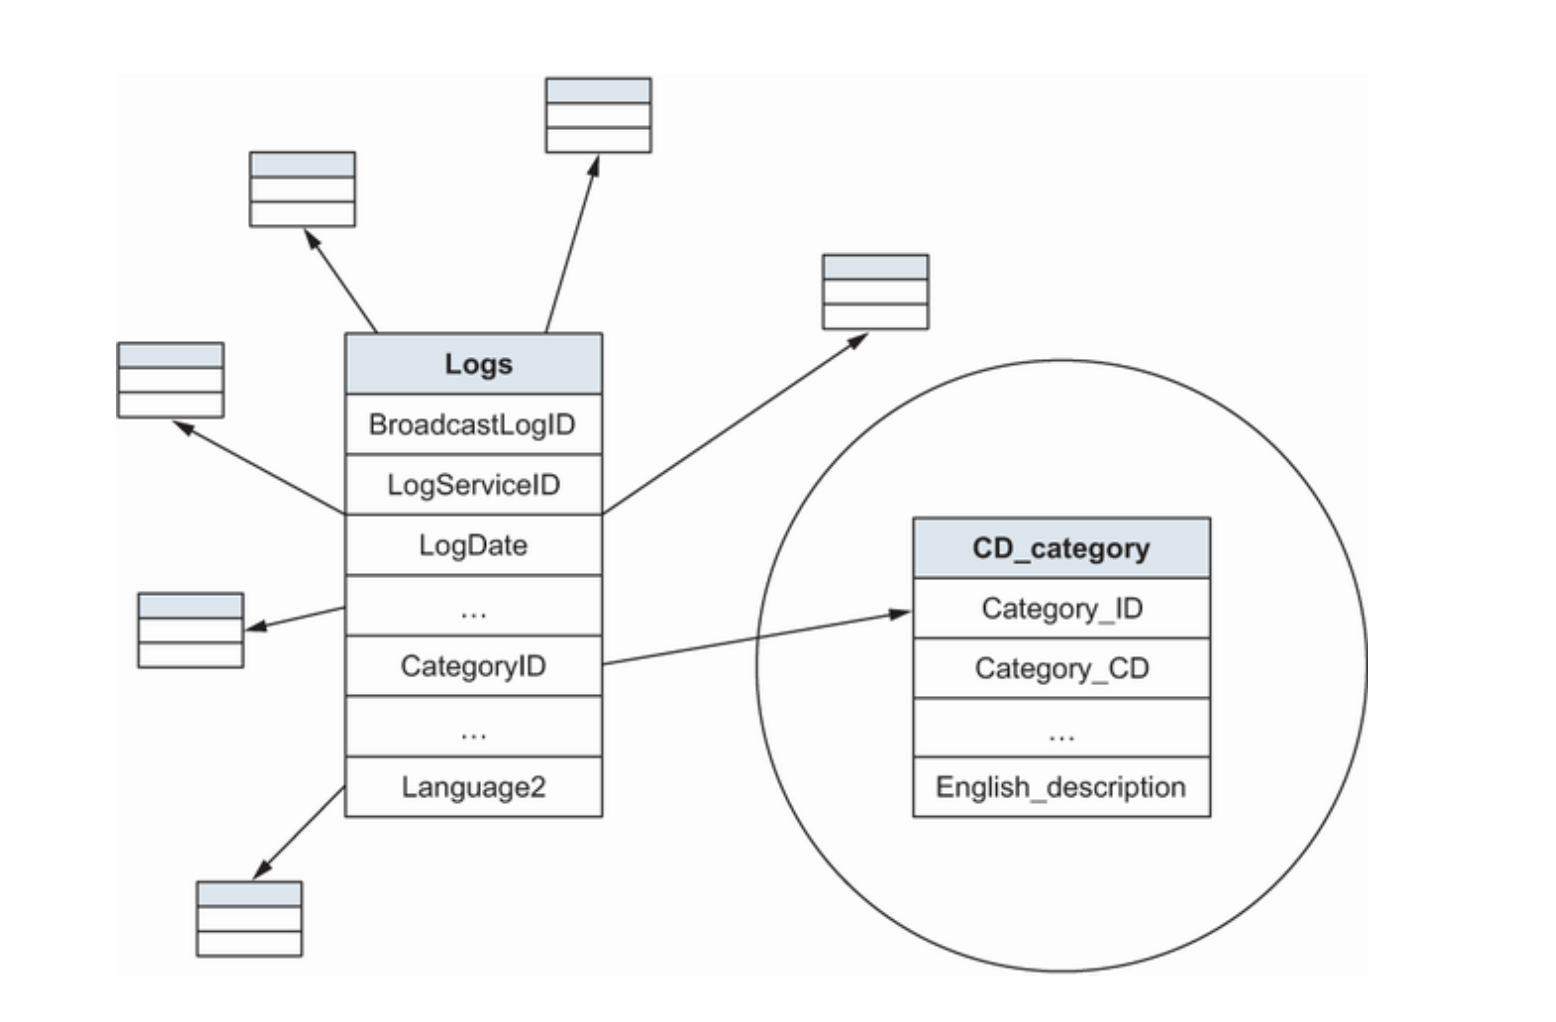 Logs
BroadcastLogID
LogServiceID
LogDate
...
CategoryID
...
Language2
CD_category
Category_ID
Category_CD
...
English_description